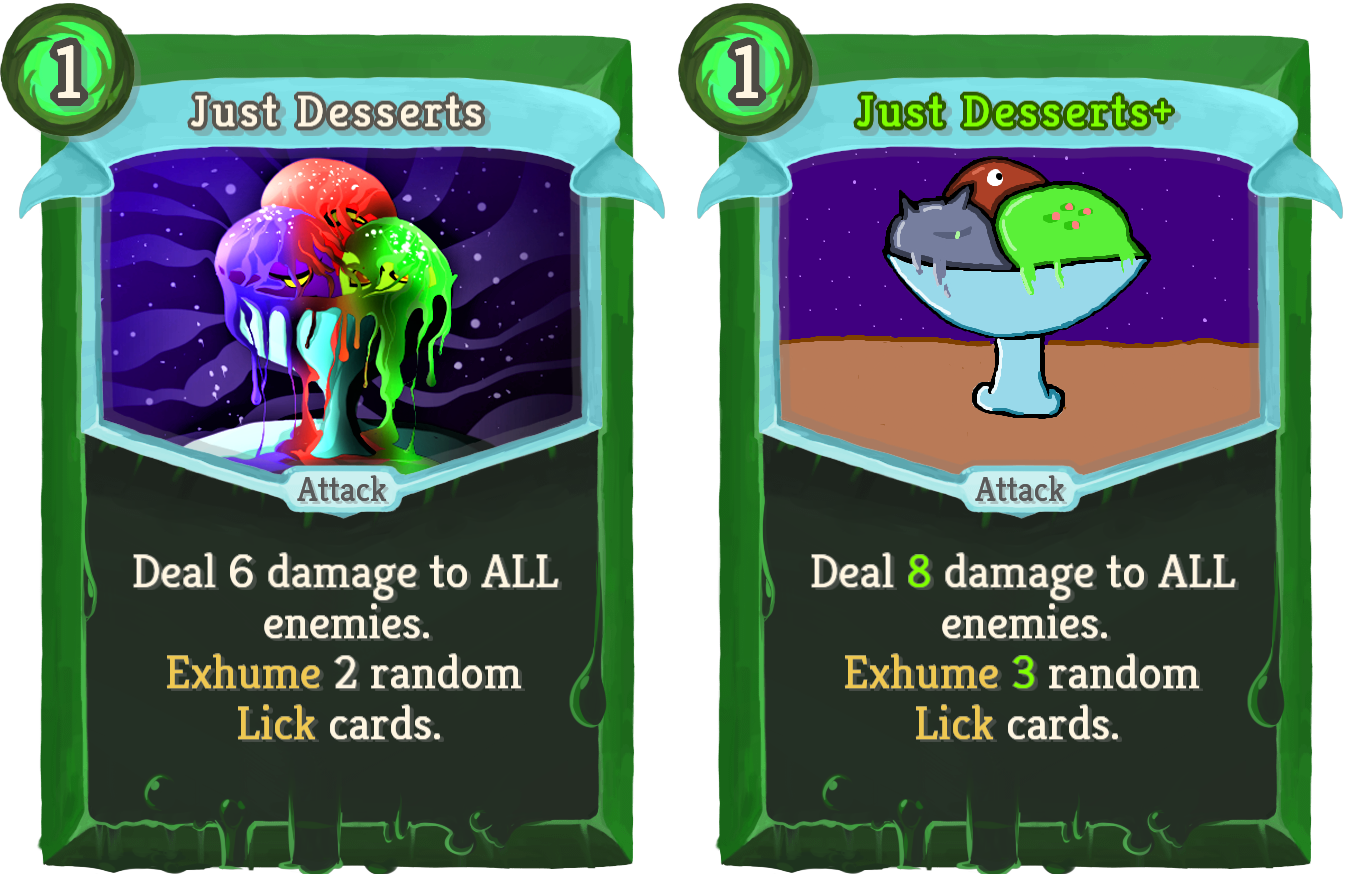 1
Just Desserts
Attack
Deal 6 damage to ALL
enemies.
Exhume 2 random
Lick cards.
1
Just Desserts+
Attack
Deal 8 damage to ALL
enemies.
Exhume 3 random
Lick cards.